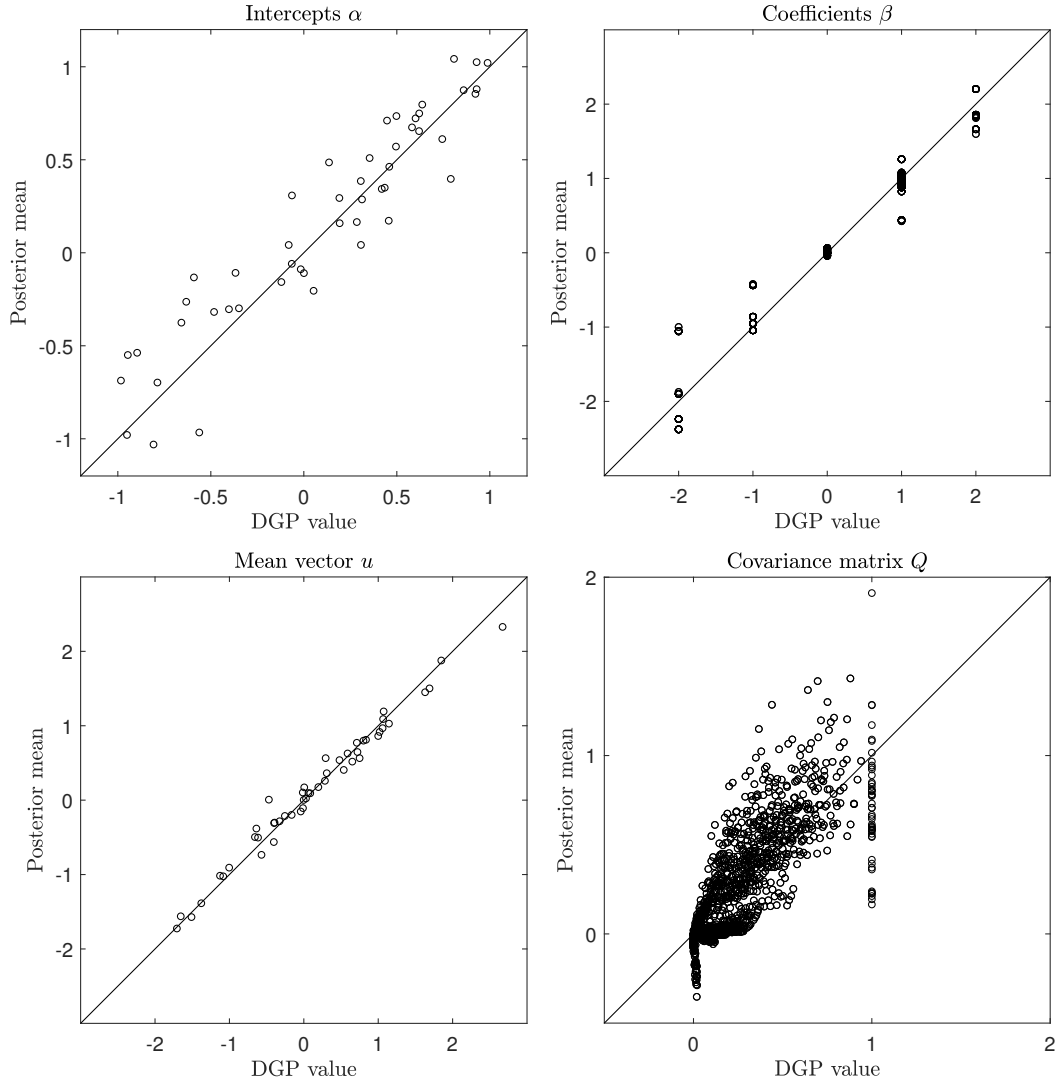 Intercepts α
1
0.5
0
-0.5
-1
Posterior mean
-1 -0.5 0 0.5 1
DGP value
Coefficients β
2
1
0
-1
-2
Posterior mean
-2 -1 0 1 2
DGP value
Mean vector u
2
1
0
-1
-2
Posterior mean
-2 -1 0 1 2
DGP value
Covariance matrix Q
2
1
0
Posterior mean
0 1 2
DGP value